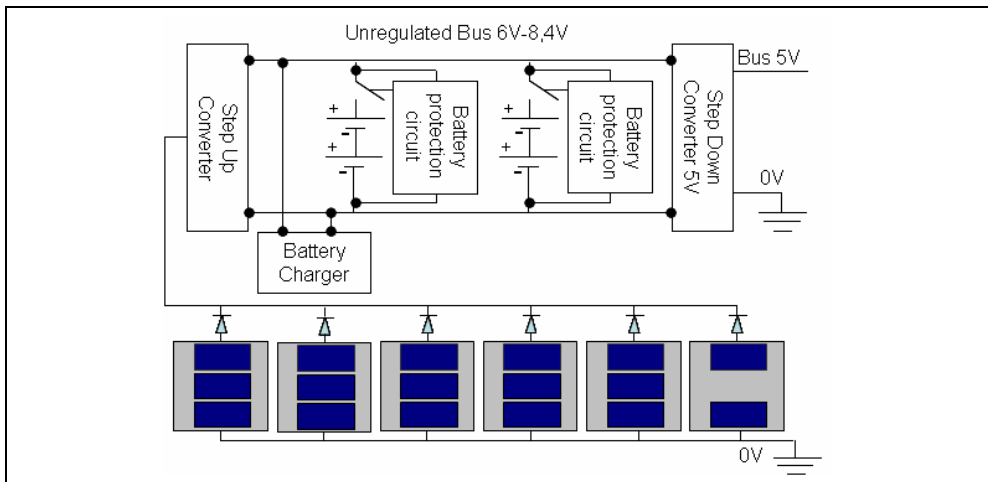 Unregulated Bus 6V-8,4V
Bus 5V
Step Up
Converter
+
-
+
-
Battery
protection
circuit
+
-
+
-
Battery
protection
circuit
Step Down
Converter 5V
0V
Battery
Charger
0V